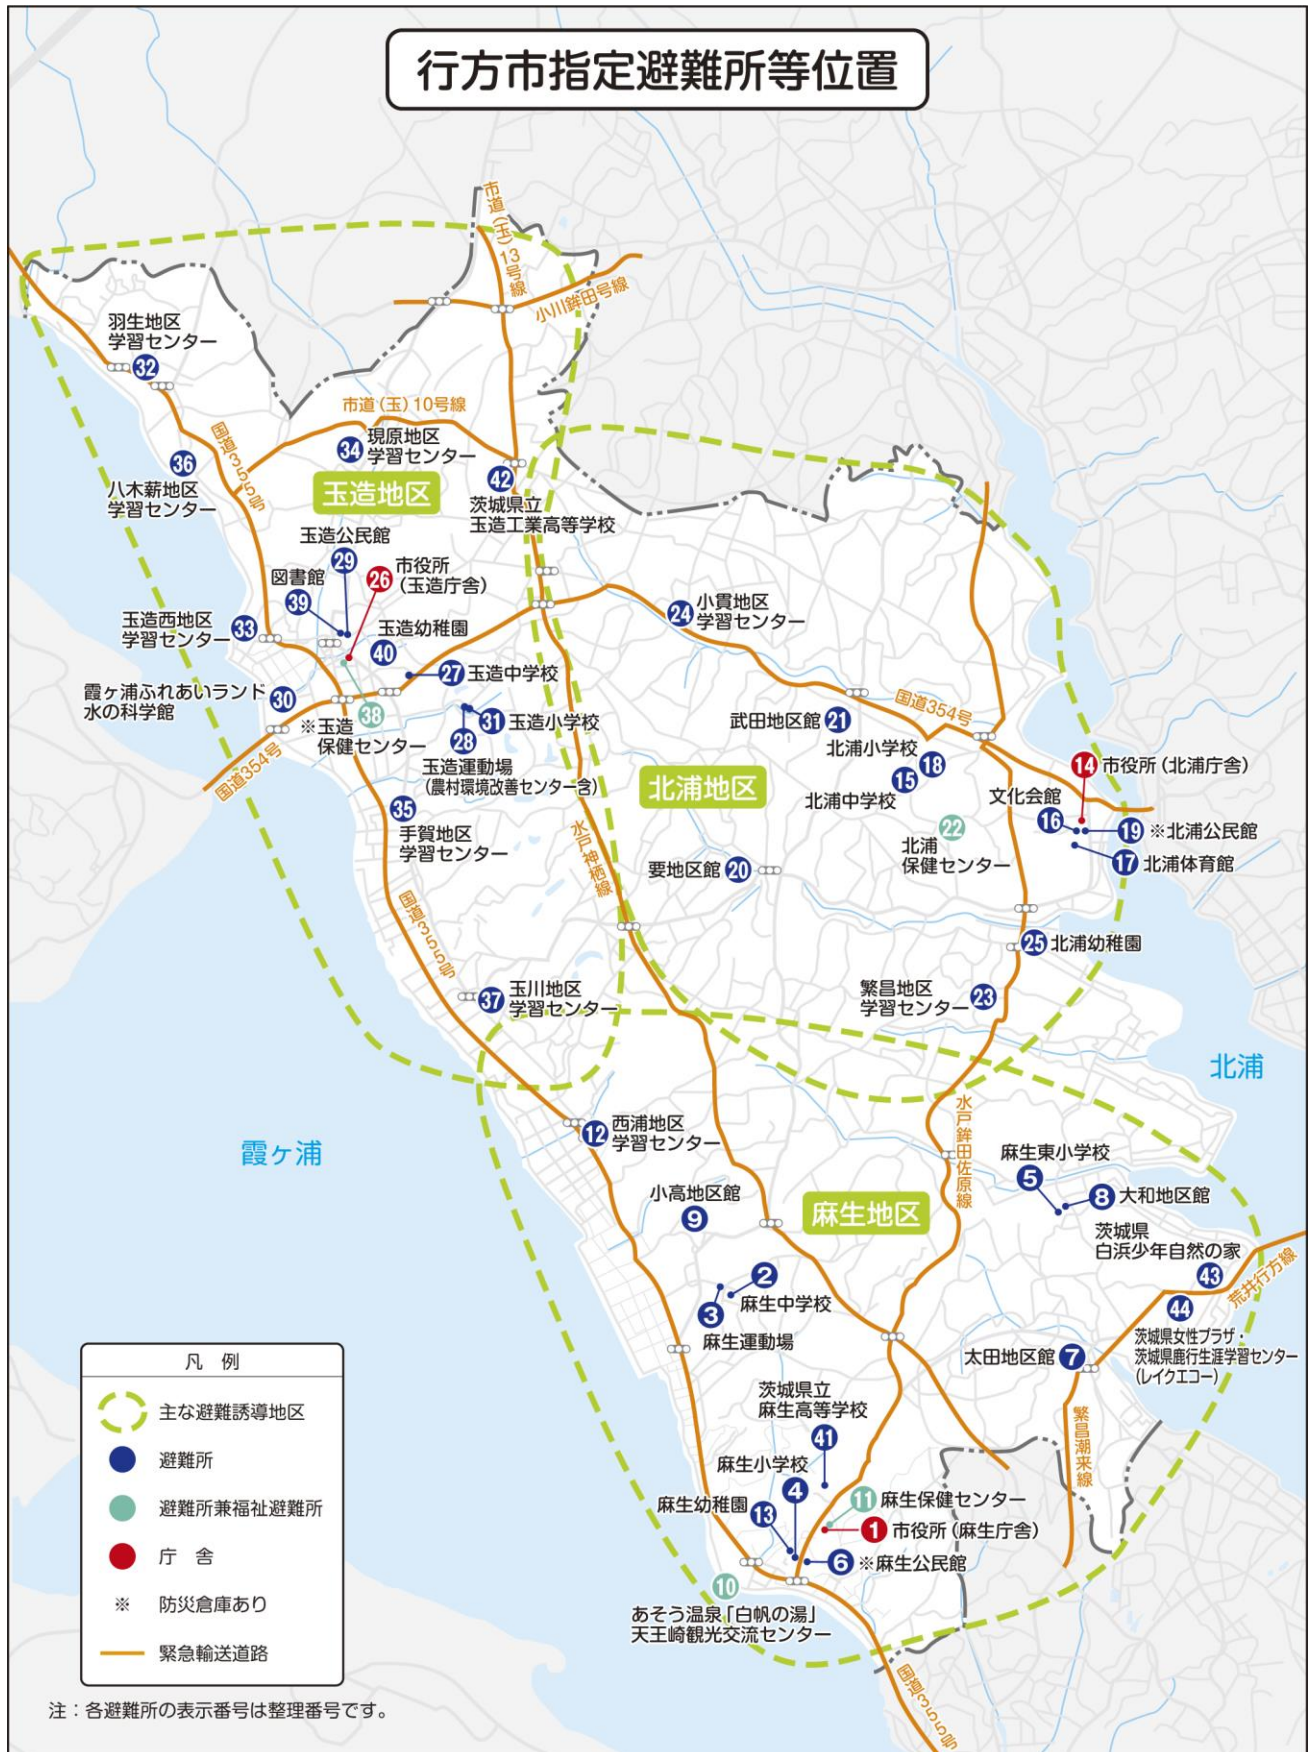 行方市指定避難所等位置
市道(玉)13号線
小川鉾田号線
羽生地区
学習センター
32
市道(玉)10号線
国道355号
34
現原地区
学習センター
36
八木蒔地区
学習センター
玉造地区
42
茨城県立
玉造工業高等学校
玉造公民館
29
図書館
39
26
市役所
(玉造庁舎)
玉造西地区
学習センター
33
玉造幼稚園
40
24
小貫地区
学習センター
27
玉造中学校
霞ヶ浦ふれあいランド
水の科学館
30
※玉造
保健センター
38
31
玉造小学校
28
玉造運動場
(農村環境改善センター含)
国道354号
国道354号
武田地区館
21
北浦小学校
18
15
北浦中学校
14
市役所(北浦庁舎)
文化会館
16
19
※北浦公民館
17
北浦体育館
北浦地区
22
北浦
保健センター
35
手賀地区
学習センター
水戸神栖線
要地区館
20
国道355号
25
北浦幼稚園
37
玉川地区
学習センター
繁昌地区
学習センター
23
北浦
霞ヶ浦
12
西浦地区
学習センター
水戸鉾田佐原線
麻生東小学校
5
8
大和地区館
小高地区館
9
麻生地区
茨城県
白浜少年自然の家
43
荒井行方線
2
麻生中学校
3
麻生運動場
44
茨城県女性プラザ・
茨城県鹿行生涯学習センター
(レイクエコー)
太田地区館
7
繁昌潮来線
茨城県立
麻生高等学校
41
麻生小学校
4
麻生幼稚園
13
11
麻生保健センター
1
市役所(麻生庁舎)
6
※麻生公民館
10
あそう温泉「白帆の湯」
天王崎観光交流センター
国道355号
凡 例
主な避難誘導地区
避難所
避難所兼福祉避難所
庁 舎
※ 防災倉庫あり
緊急輸送道路
注:各避難所の表示番号は整理番号です。